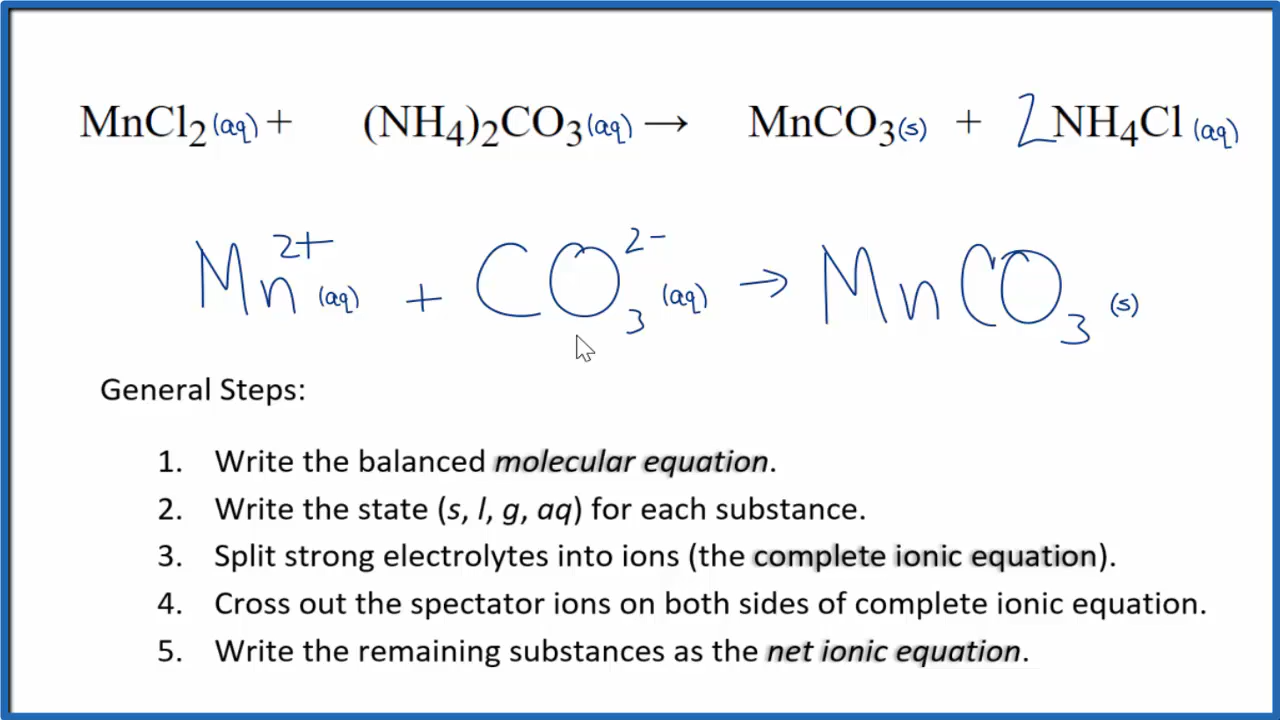 MnCl₂(aq) + (NH₄)₂CO₃(aq) → MnCO₃(s) + 2NH₄Cl(aq)
Mn²⁺(aq) + CO₃²⁻(aq) → MnCO₃(s)
General Steps:
1. Write the balanced molecular equation.
2. Write the state (s, l, g, aq) for each substance.
3. Split strong electrolytes into ions (the complete ionic equation).
4. Cross out the spectator ions on both sides of complete ionic equation.
5. Write the remaining substances as the net ionic equation.